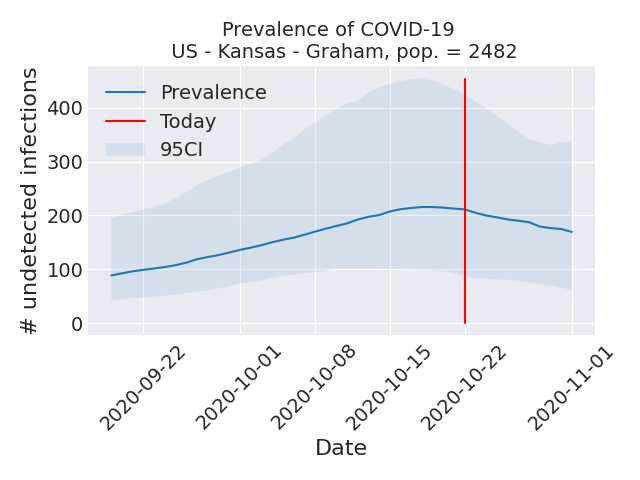 Prevalence of COVID-19
US - Kansas - Graham, pop. = 2482
# undetected infections
400
300
200
100
0
Prevalence
Today
95CI
2020-09-22
2020-10-01
2020-10-08
2020-10-15
2020-10-22
2020-11-01
Date